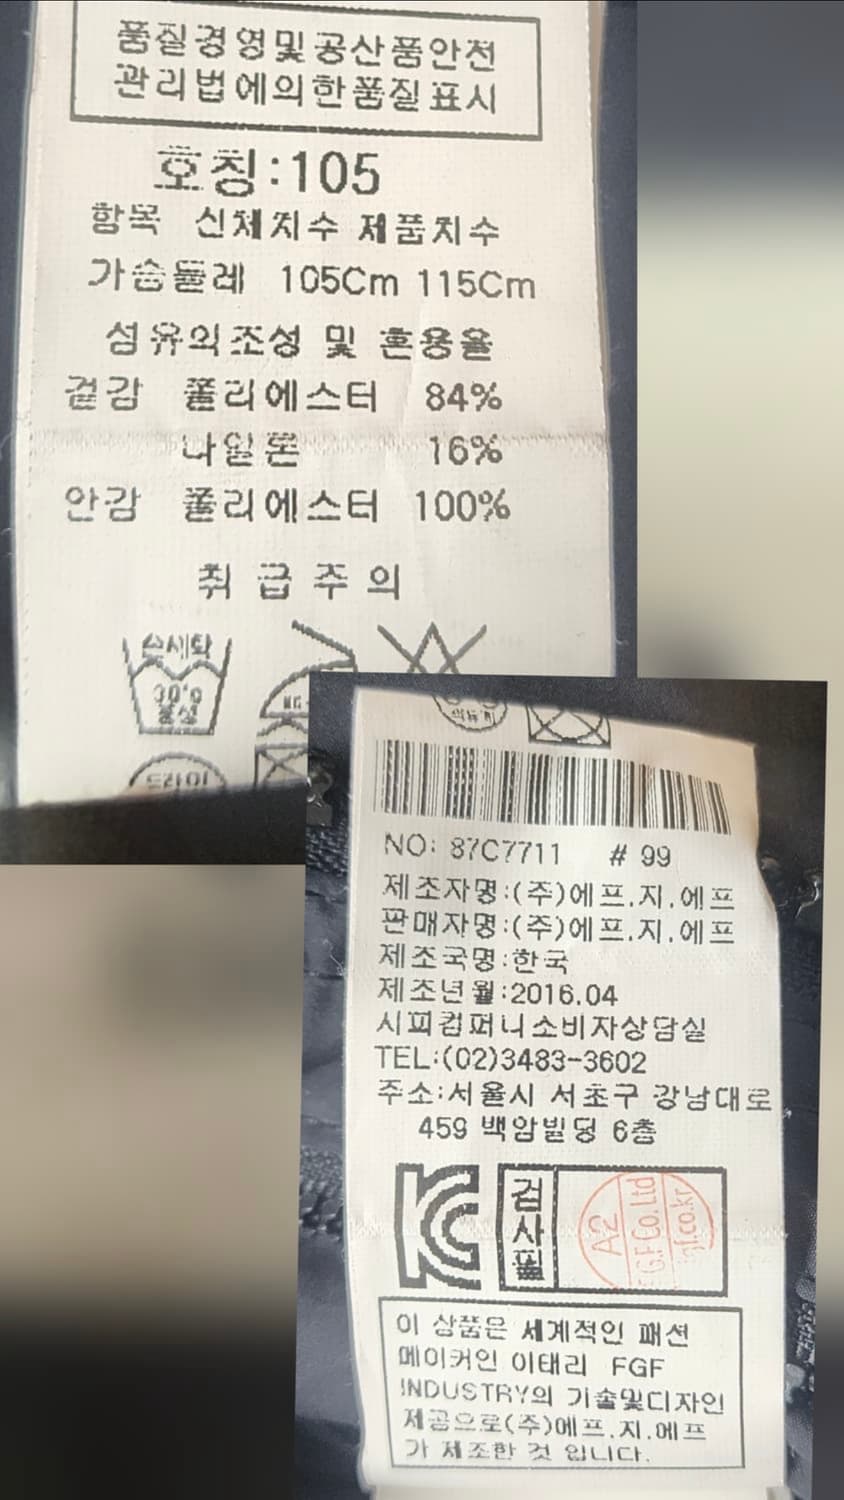 품질경영및공산품안전
관리법에의한품질표시
호칭:105
항목 신체치수 제품치수
가슴둘레 105Cm 115Cm
섬유의조성 및 혼용율
겉감 폴리에스터 84%
나일론 16%
안감 폴리에스터 100%
취급주의
손세탁
30℃
중성
드라이
석유계
NO: 87C7711 # 99
제조자명:(주)에프.지.에프
판매자명:(주)에프.지.에프
제조국명:한국
제조년월:2016.04
시피컴퍼니소비자상담실
TEL:(02)3483-3602
주소:서울시 서초구 강남대로
459 백암빌딩 6층
KC
검사필
A2
F.G.F Co.Ltd
이 상품은 세계적인 패션
메이커인 이태리 FGF
INDUSTRY의 기술및디자인
제공으로(주)에프.지.에프
가 제조한 것 입니다.